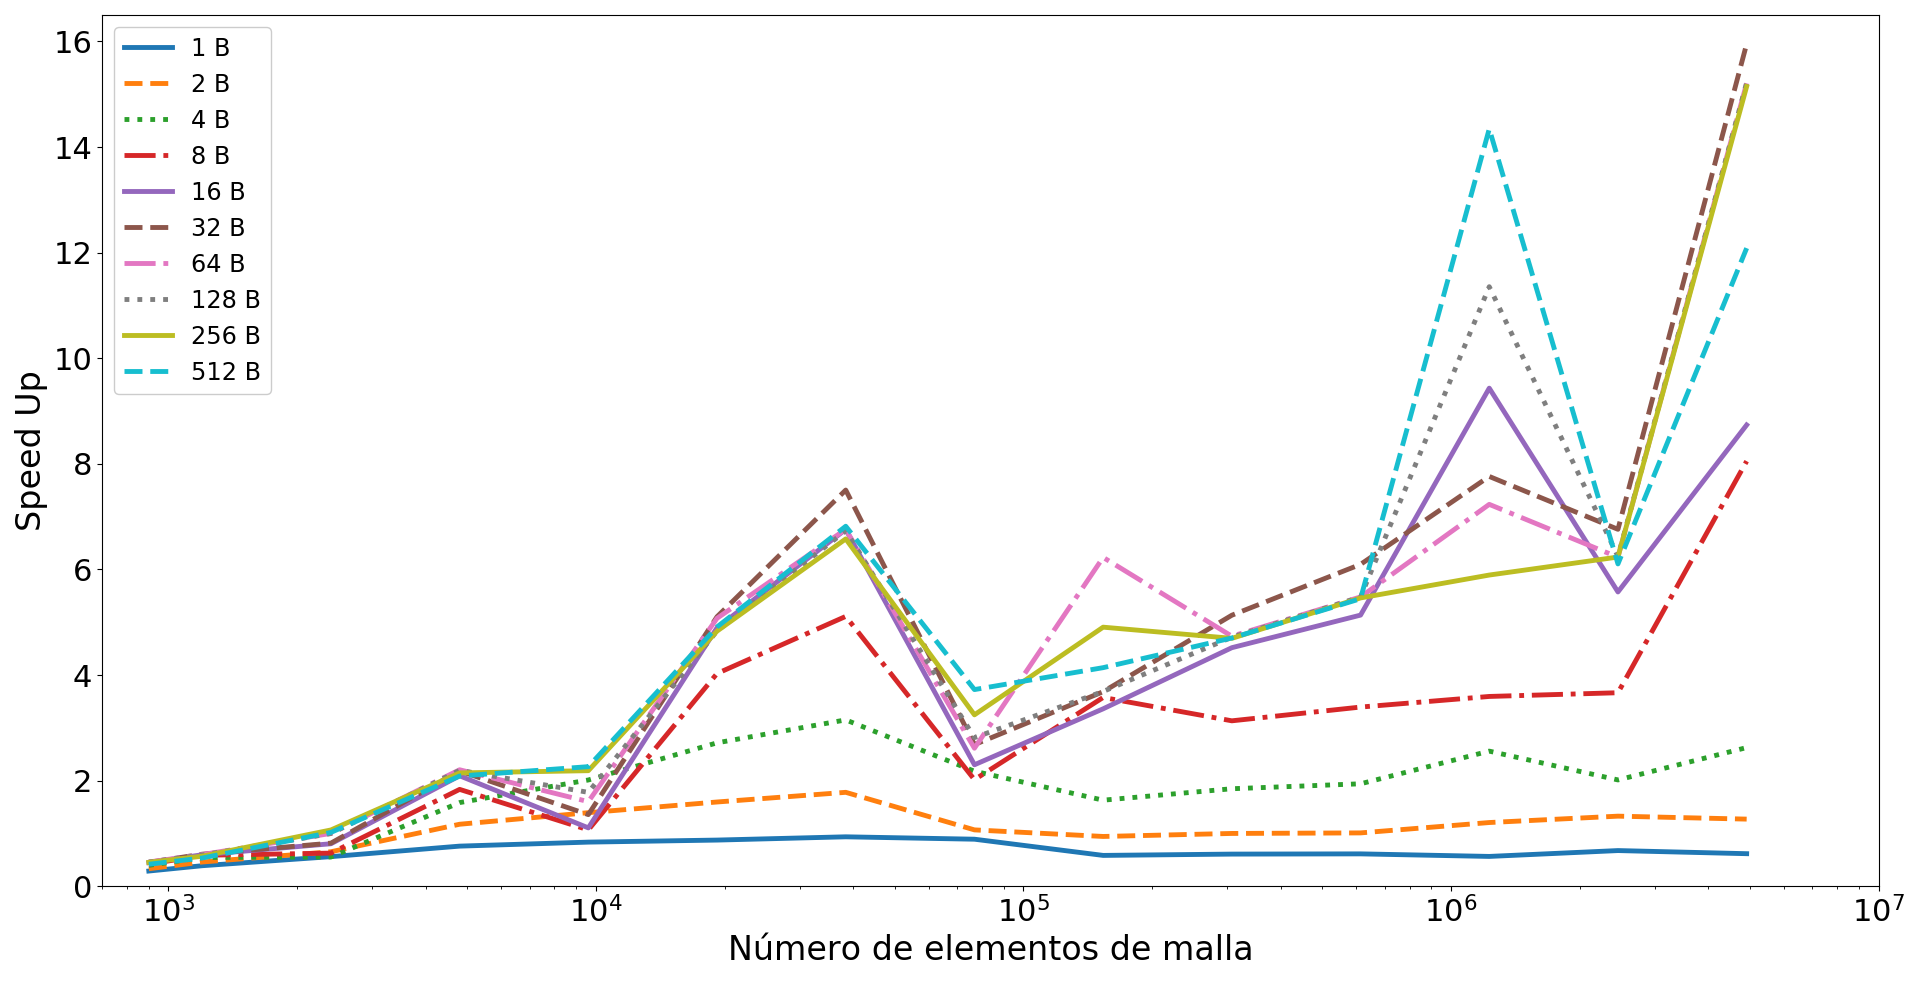 1 B
2 B
4 B
8 B
16 B
32 B
64 B
128 B
256 B
512 B
16
14
12
10
8
6
4
2
0
Speed Up
10³ 10⁴ 10⁵ 10⁶ 10⁷
Número de elementos de malla